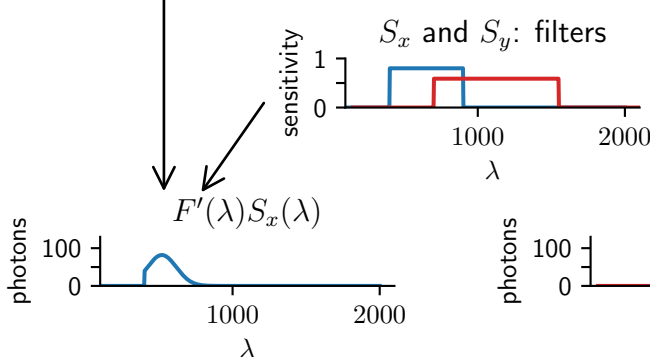 S_x and S_y: filters
sensitivity
1
0
1000
2000
λ
F′(λ)S_x(λ)
photons
100
0
1000
2000
λ
photons
100
0